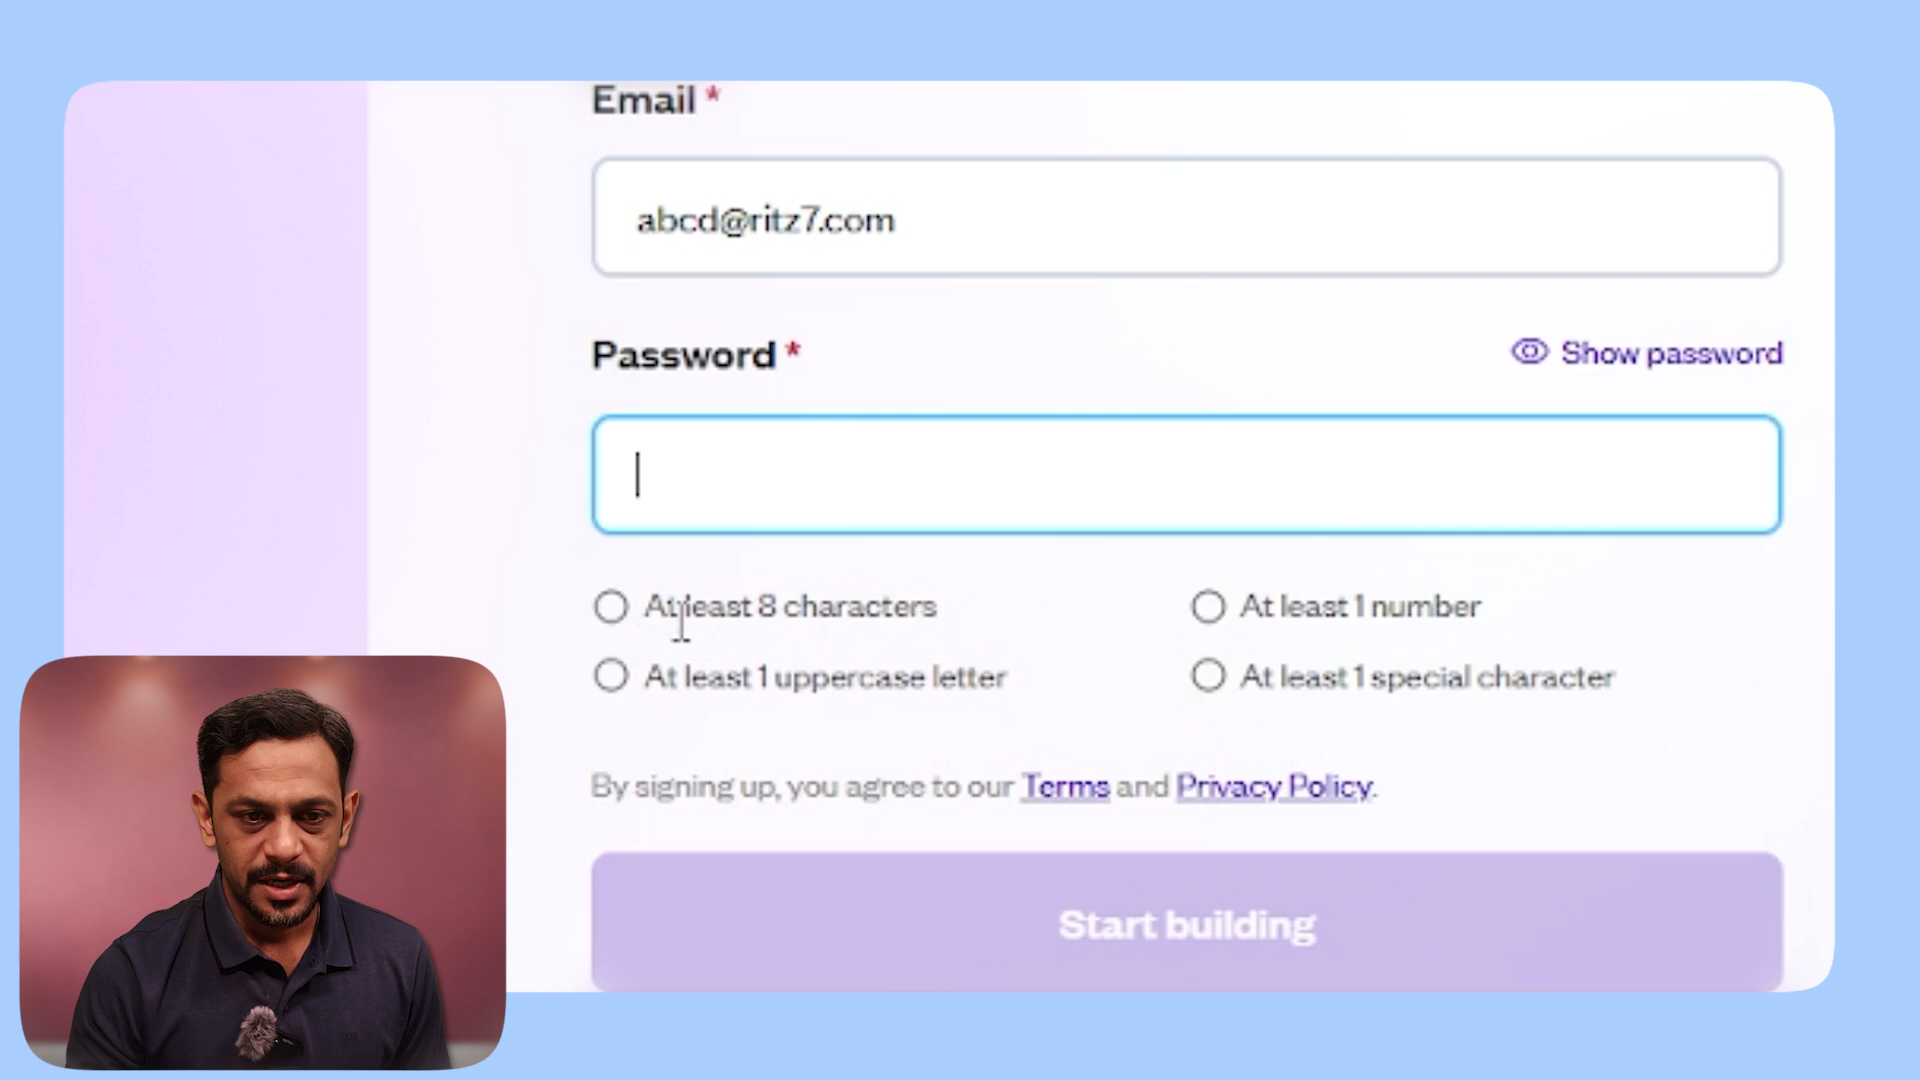 Email *
abcd@ritz7.com
Password *
Show password
At least 8 characters
At least 1 number
At least 1 uppercase letter
At least 1 special character
By signing up, you agree to our Terms and Privacy Policy.
Start building